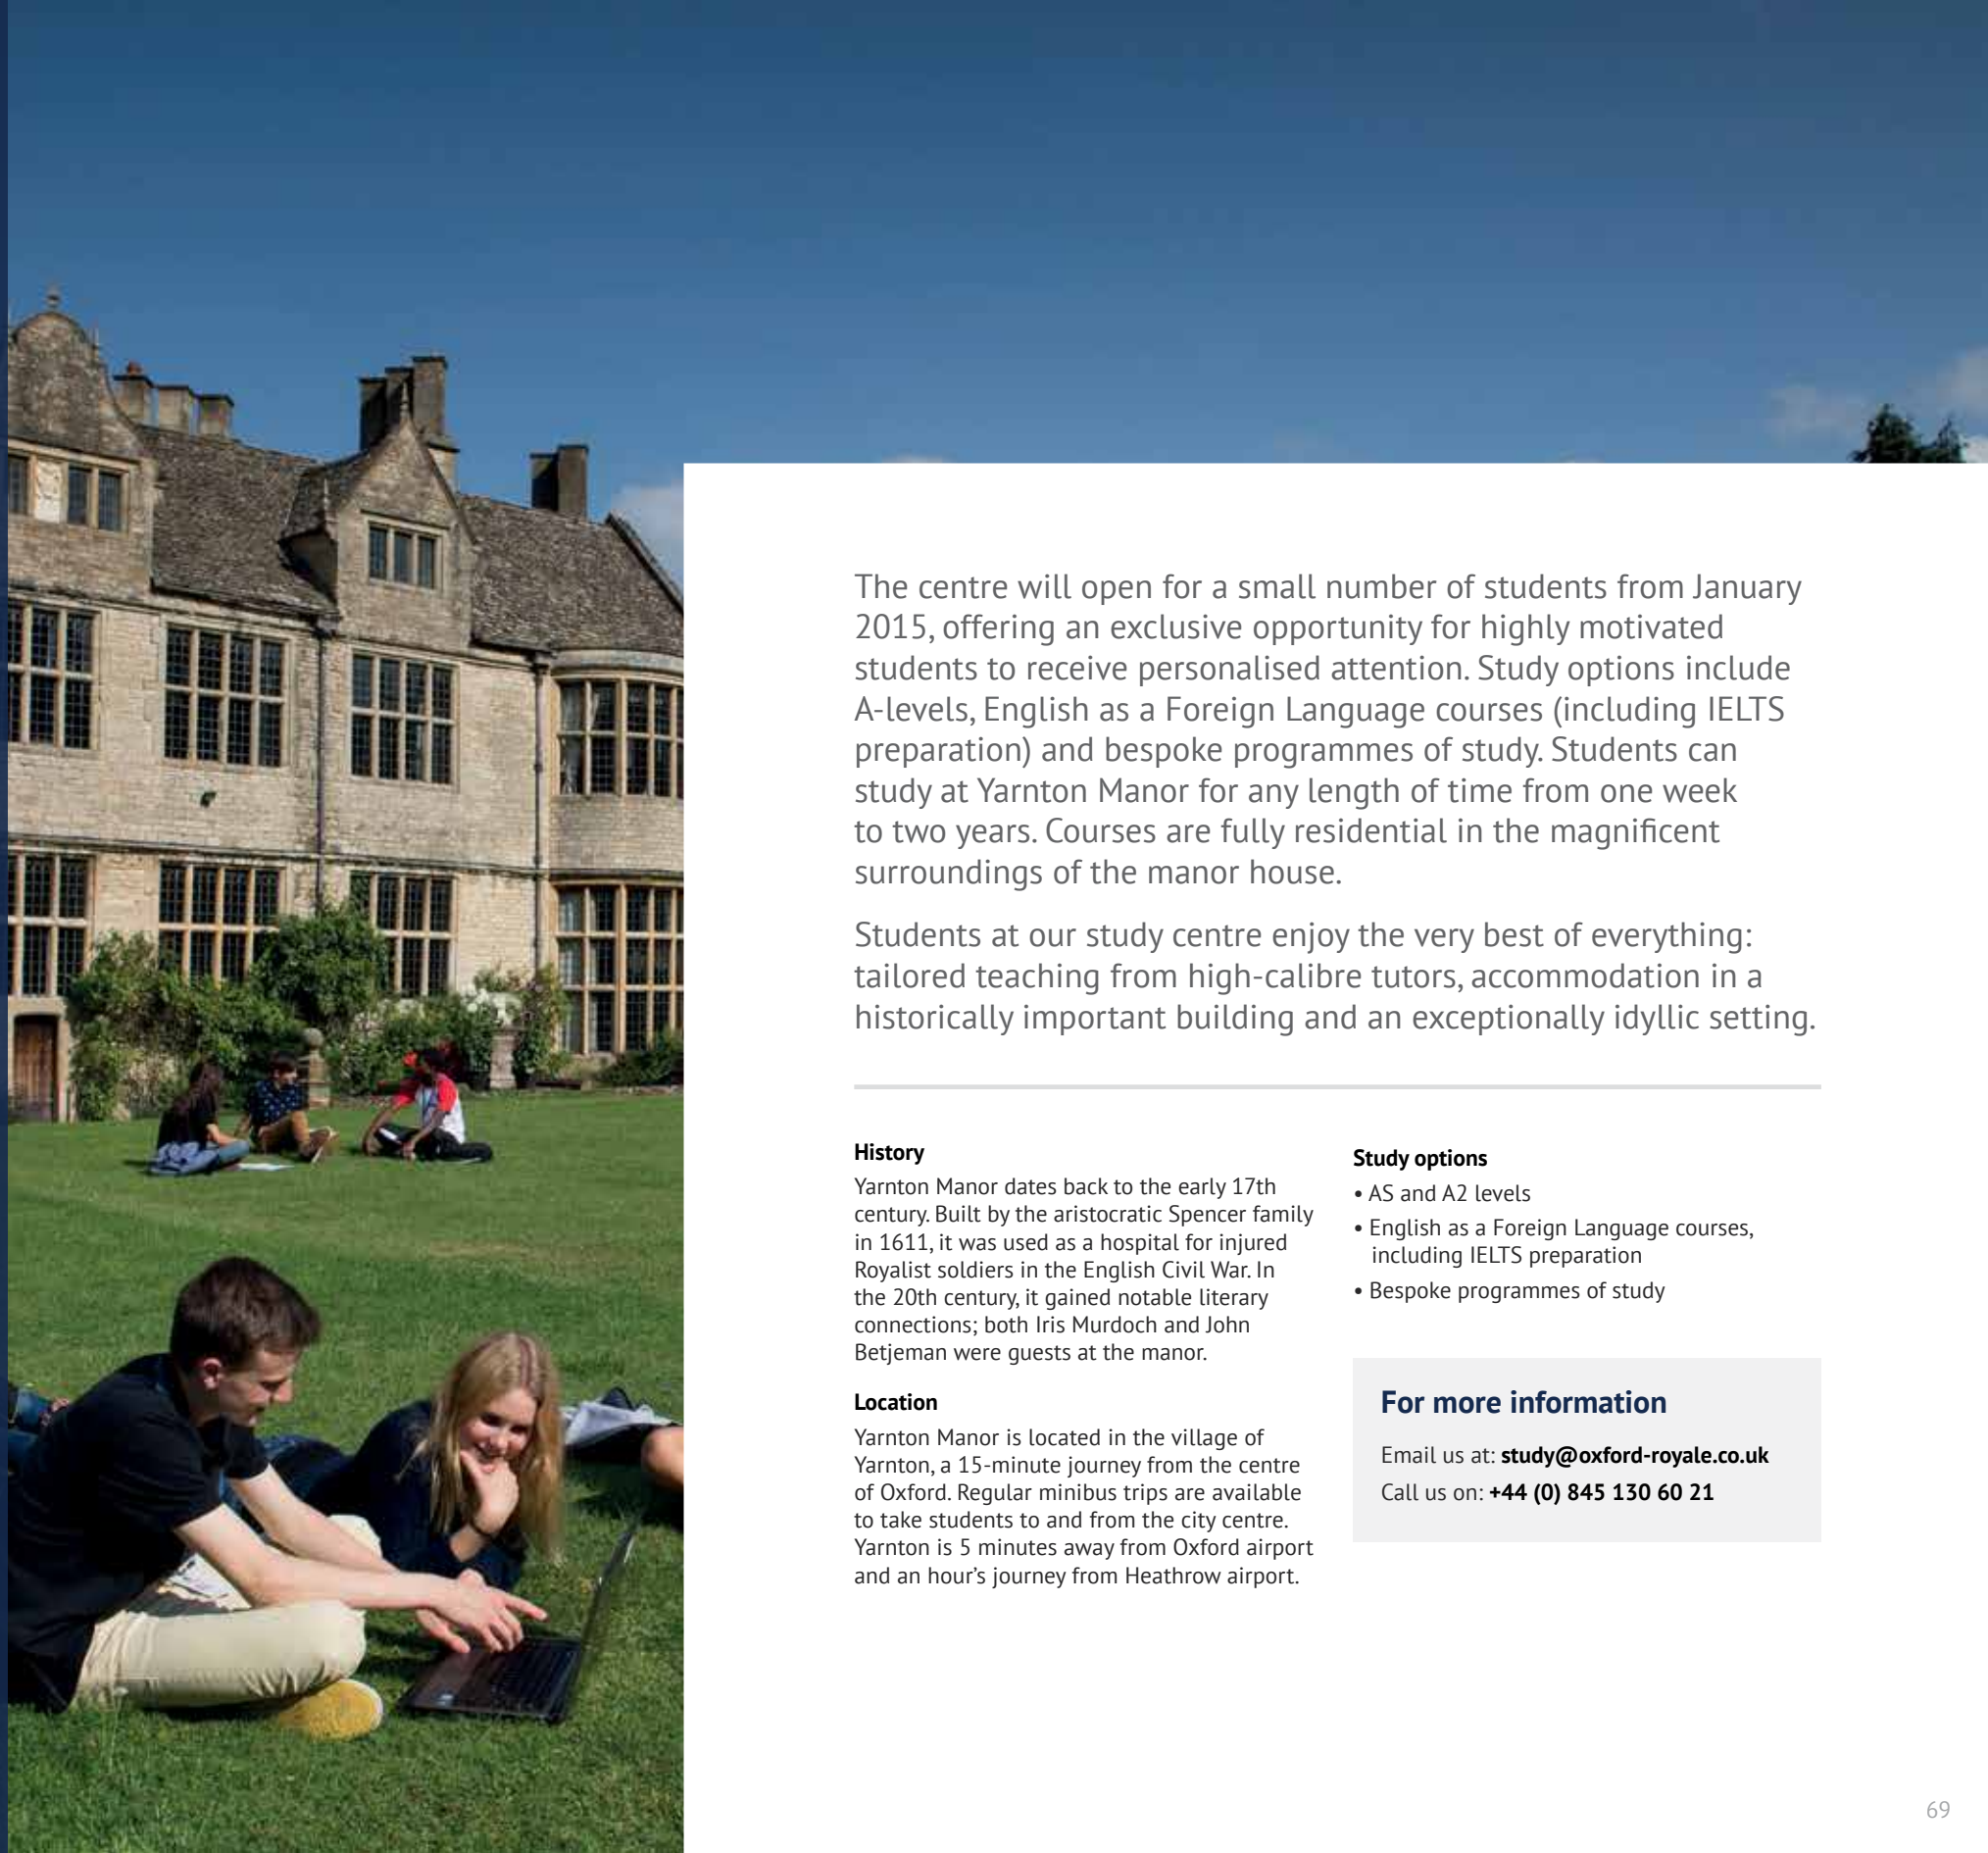 The centre will open for a small number of students from January
2015, offering an exclusive opportunity for highly motivated
students to receive personalised attention. Study options include
A-levels, English as a Foreign Language courses (including IELTS
preparation) and bespoke programmes of study. Students can
study at Yarnton Manor for any length of time from one week
to two years. Courses are fully residential in the magnificent
surroundings of the manor house.
Students at our study centre enjoy the very best of everything:
tailored teaching from high-calibre tutors, accommodation in a
historically important building and an exceptionally idyllic setting.
History
Yarnton Manor dates back to the early 17th
century. Built by the aristocratic Spencer family
in 1611, it was used as a hospital for injured
Royalist soldiers in the English Civil War. In
the 20th century, it gained notable literary
connections; both Iris Murdoch and John
Betjeman were guests at the manor.
Location
Yarnton Manor is located in the village of
Yarnton, a 15-minute journey from the centre
of Oxford. Regular minibus trips are available
to take students to and from the city centre.
Yarnton is 5 minutes away from Oxford airport
and an hour's journey from Heathrow airport.
Study options
• AS and A2 levels
• English as a Foreign Language courses,
including IELTS preparation
• Bespoke programmes of study
For more information
Email us at: study@oxford-royale.co.uk
Call us on: +44 (0) 845 130 60 21
69